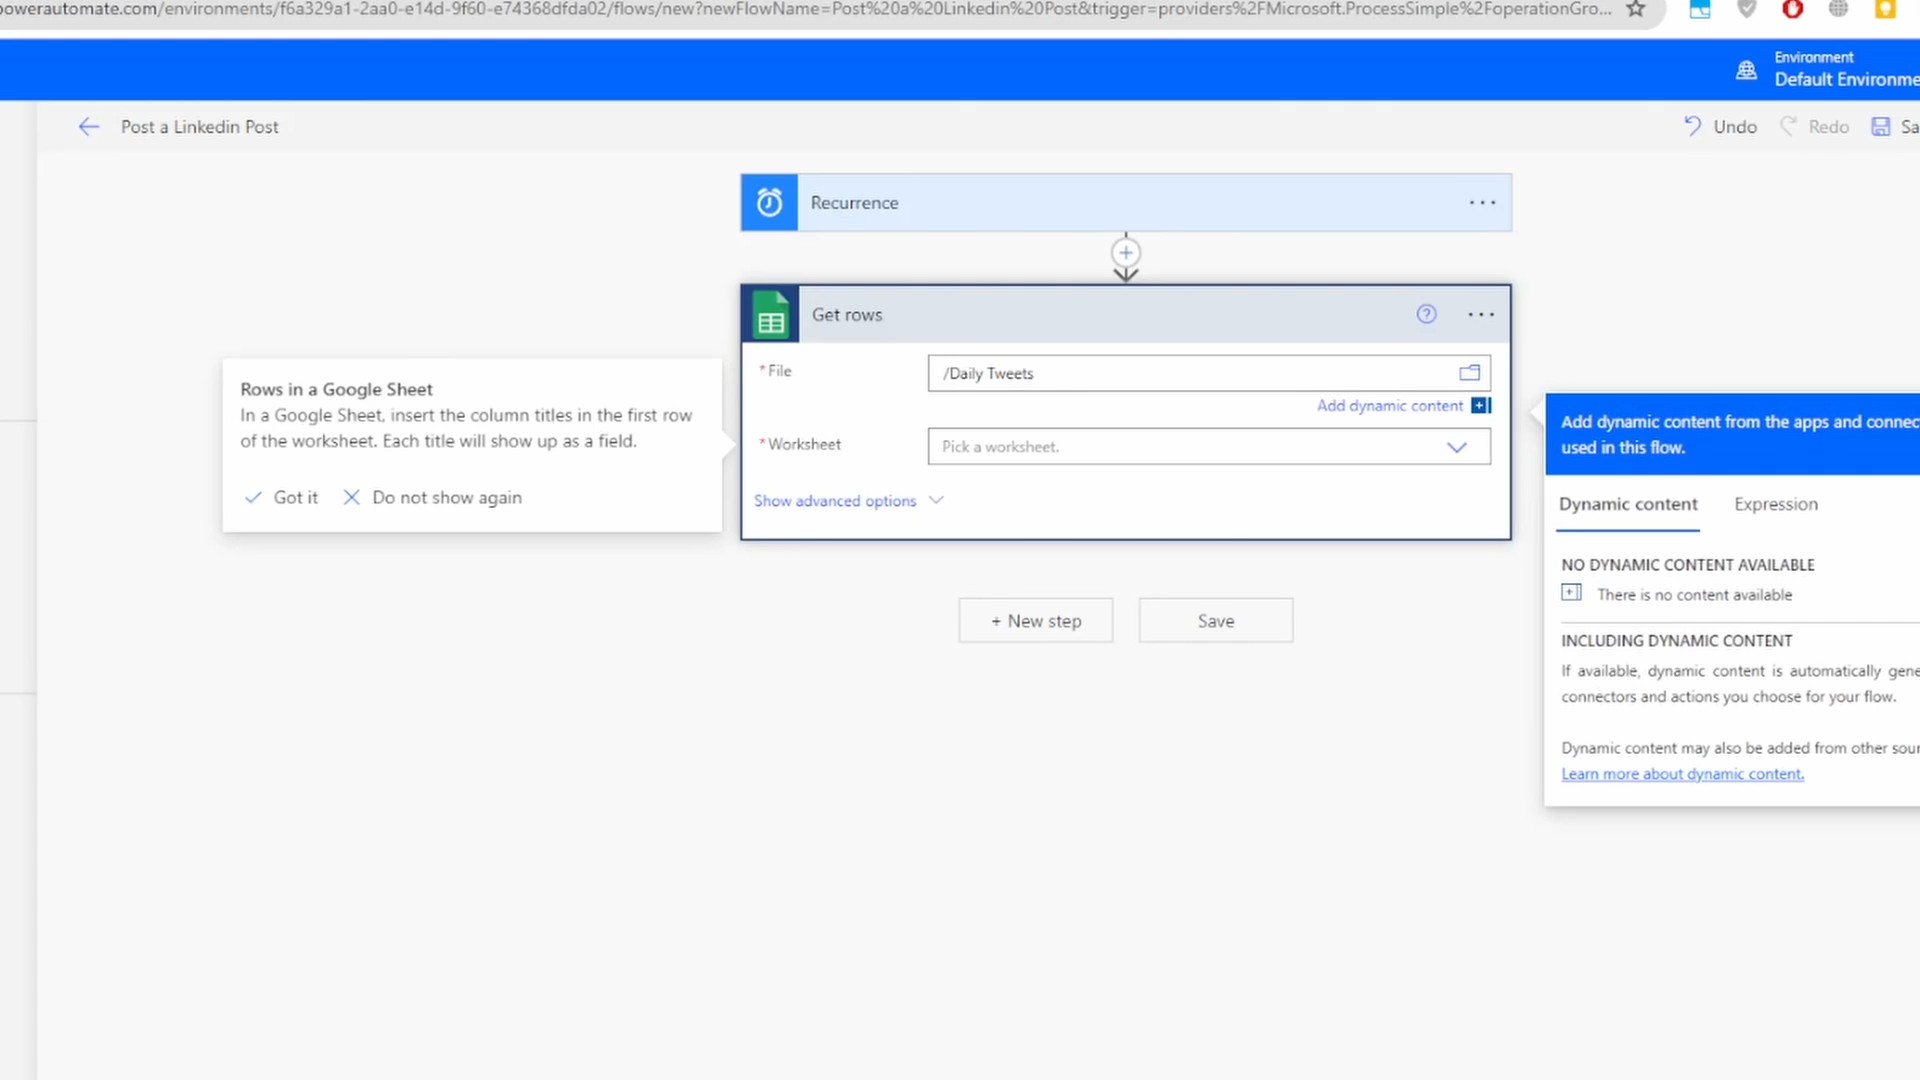 powerautomate.com/environments/f6a329a1-2aa0-e14d-9f60-e74368dfda02/flows/new?newFlowName=Post%20a%20Linkedin%20Post&trigger=providers%2FMicrosoft.ProcessSimple%2FoperationGro...
Environment
Default Environme
Post a Linkedin Post
Undo
Redo
Sa
Recurrence
Get rows
* File
/Daily Tweets
Add dynamic content
* Worksheet
Pick a worksheet.
Show advanced options
Rows in a Google Sheet
In a Google Sheet, insert the column titles in the first row
of the worksheet. Each title will show up as a field.
Got it
Do not show again
+ New step
Save
Add dynamic content from the apps and connec
used in this flow.
Dynamic content
Expression
NO DYNAMIC CONTENT AVAILABLE
There is no content available
INCLUDING DYNAMIC CONTENT
If available, dynamic content is automatically gene
connectors and actions you choose for your flow.
Dynamic content may also be added from other sour
Learn more about dynamic content.